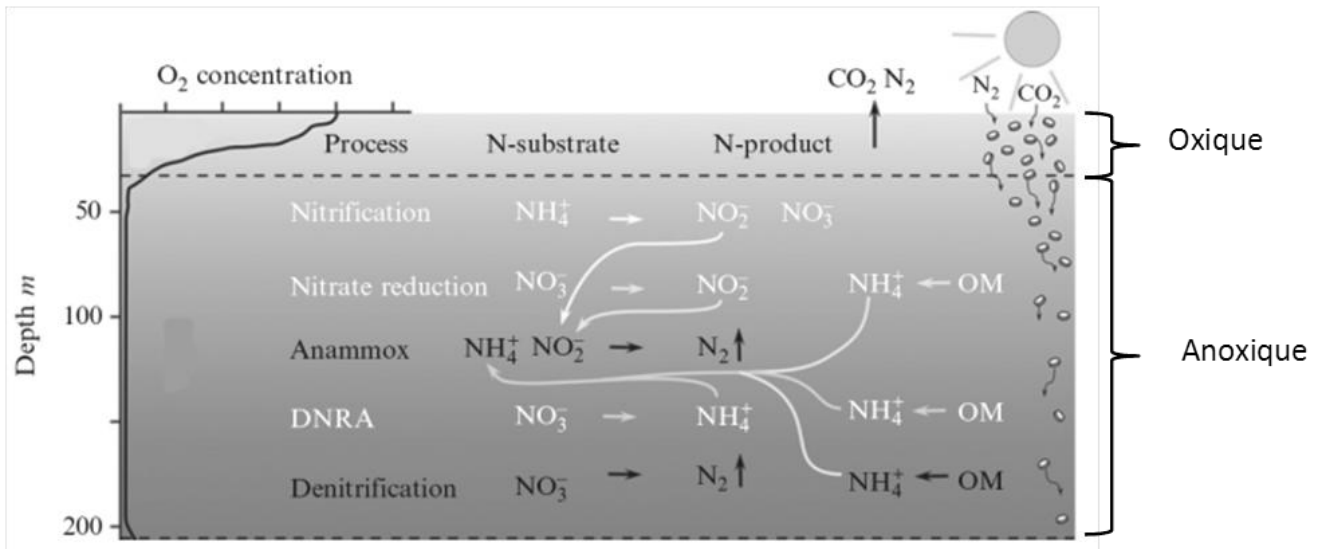 O₂ concentration
CO₂ N₂
N₂ CO₂
Process N-substrate N-product
Oxique
50
Nitrification NH₄⁺ → NO₂⁻ NO₃⁻
Nitrate reduction NO₃⁻ → NO₂⁻ NH₄⁺ ← OM
100
Anammox NH₄⁺ NO₂⁻ → N₂↑
Anoxique
Depth m
DNRA NO₃⁻ → NH₄⁺ NH₄⁺ ← OM
Denitrification NO₃⁻ → N₂↑ NH₄⁺ ← OM
200